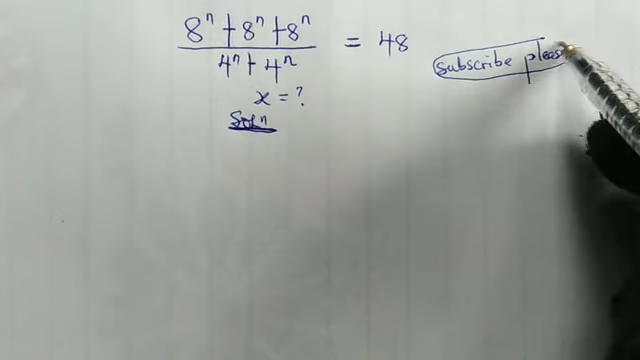 8ⁿ + 8ⁿ + 8ⁿ
4ⁿ + 4ⁿ
= 48
Subscribe please
x = ?
Solⁿ